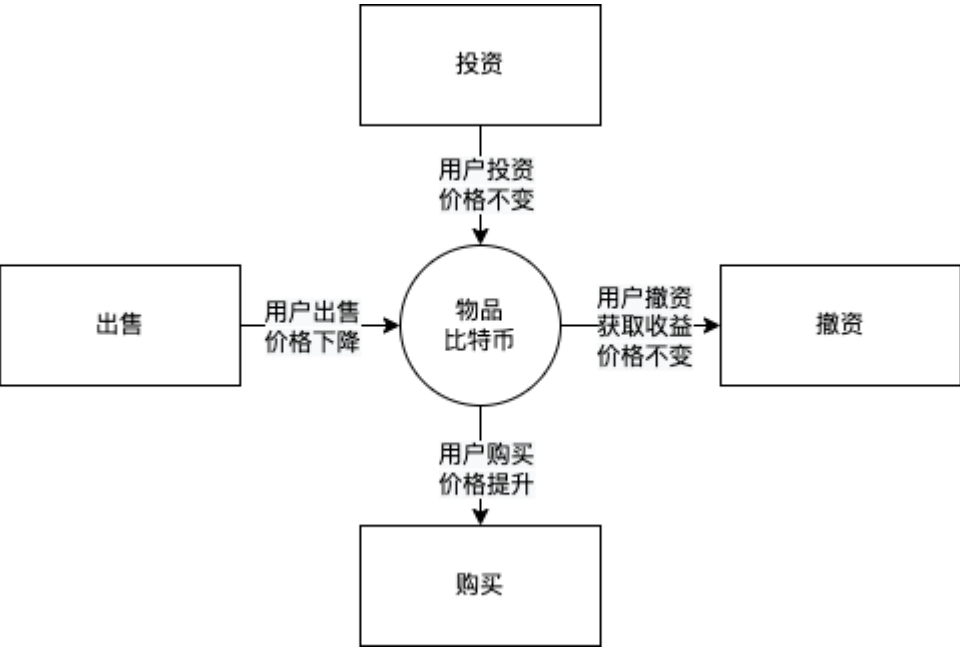 投资
用户投资
价格不变
出售
用户出售
价格下降
物品
比特币
用户撤资
获取收益
价格不变
撤资
用户购买
价格提升
购买